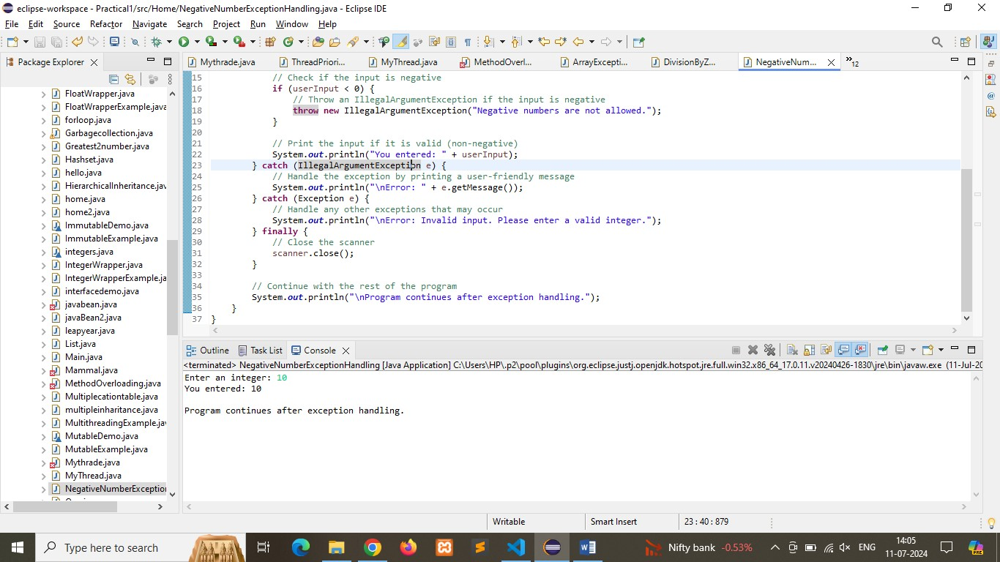 eclipse-workspace - Practical1/src/Home/NegativeNumberExceptionHandling.java - Eclipse IDE
File Edit Source Refactor Navigate Search Project Run Window Help
Package Explorer
Mythrade.java ThreadPriori... MyThread.java MethodOverl... ArrayExcepti... DivisionByZ... NegativeNum... »12
FloatWrapper.java
FloatWrapperExample.java
forloop.java
Garbagecollection.java
Greatest2number.java
Hashset.java
hello.java
HierarchicalInheritance.jav
home.java
home2.java
ImmutableDemo.java
ImmutableExample.java
integers.java
IntegerWrapper.java
IntegerWrapperExample.ja
interfacedemo.java
javabean.java
javaBean2.java
leapyear.java
List.java
Main.java
Mammal.java
MethodOverloading.java
Multiplecationtable.java
multipleinharitance.java
MultithreadingExample.jav
MutableDemo.java
MutableExample.java
Mythrade.java
MyThread.java
NegativeNumberException
15 // Check if the input is negative
16 if (userInput < 0) {
17 // Throw an IllegalArgumentException if the input is negative
18 throw new IllegalArgumentException("Negative numbers are not allowed.");
19 }
20
21 // Print the input if it is valid (non-negative)
22 System.out.println("You entered: " + userInput);
23 } catch (IllegalArgumentException e) {
24 // Handle the exception by printing a user-friendly message
25 System.out.println("\nError: " + e.getMessage());
26 } catch (Exception e) {
27 // Handle any other exceptions that may occur
28 System.out.println("\nError: Invalid input. Please enter a valid integer.");
29 } finally {
30 // Close the scanner
31 scanner.close();
32 }
33
34 // Continue with the rest of the program
35 System.out.println("\nProgram continues after exception handling.");
36 }
37 }
Outline Task List Console
<terminated> NegativeNumberExceptionHandling [Java Application] C:\Users\HP\.p2\pool\plugins\org.eclipse.justj.openjdk.hotspot.jre.full.win32.x86_64_17.0.11.v20240426-1830\jre\bin\javaw.exe (11-Jul-20
Enter an integer: 10
You entered: 10
Program continues after exception handling.
Writable Smart Insert 23 : 40 : 879
Type here to search
Nifty bank -0.53%
ENG
14:05
11-07-2024